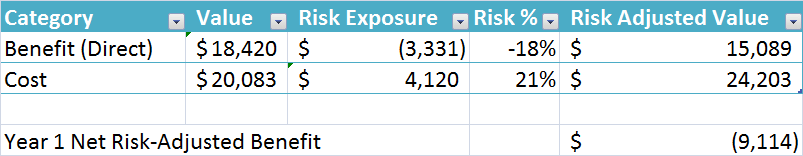 Category Value Risk Exposure Risk % Risk Adjusted Value
Benefit (Direct) $18,420 $ (3,331) -18% $ 15,089
Cost $20,083 $ 4,120 21% $ 24,203
Year 1 Net Risk-Adjusted Benefit $ (9,114)